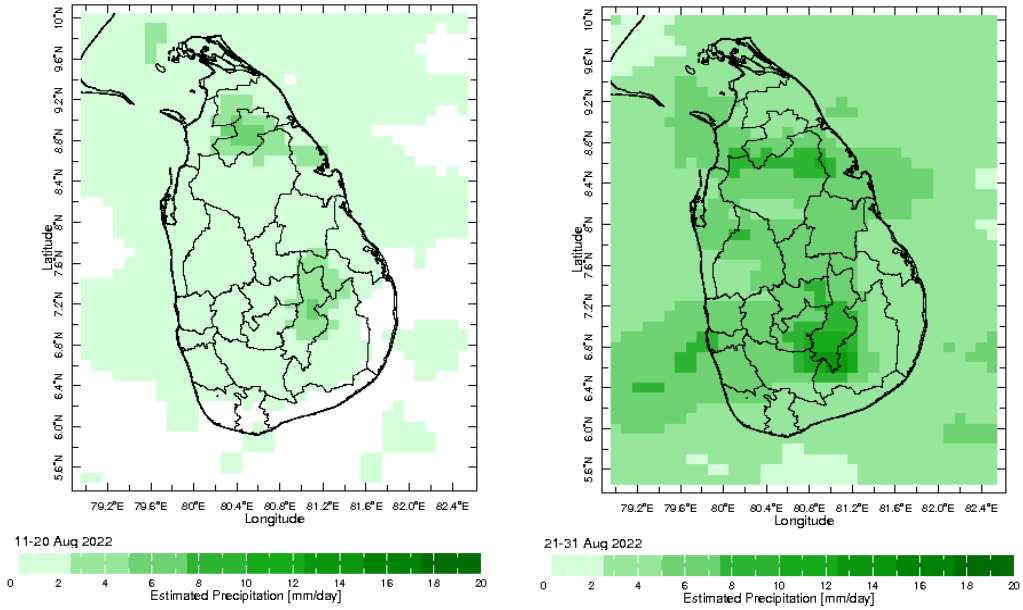 10°N
9.6°N
9.2°N
8.8°N
8.4°N
8°N
7.6°N
7.2°N
6.8°N
6.4°N
6.0°N
5.6°N
Latitude
79.2°E 79.6°E 80°E 80.4°E 80.8°E 81.2°E 81.6°E 82.0°E 82.4°E
Longitude
11-20 Aug 2022
0 2 4 6 8 10 12 14 16 18 20
Estimated Precipitation [mm/day]
10°N
9.6°N
9.2°N
8.8°N
8.4°N
8°N
7.6°N
7.2°N
6.8°N
6.4°N
6.0°N
5.6°N
Latitude
79.2°E 79.6°E 80°E 80.4°E 80.8°E 81.2°E 81.6°E 82.0°E 82.4°E
Longitude
21-31 Aug 2022
0 2 4 6 8 10 12 14 16 18 20
Estimated Precipitation [mm/day]